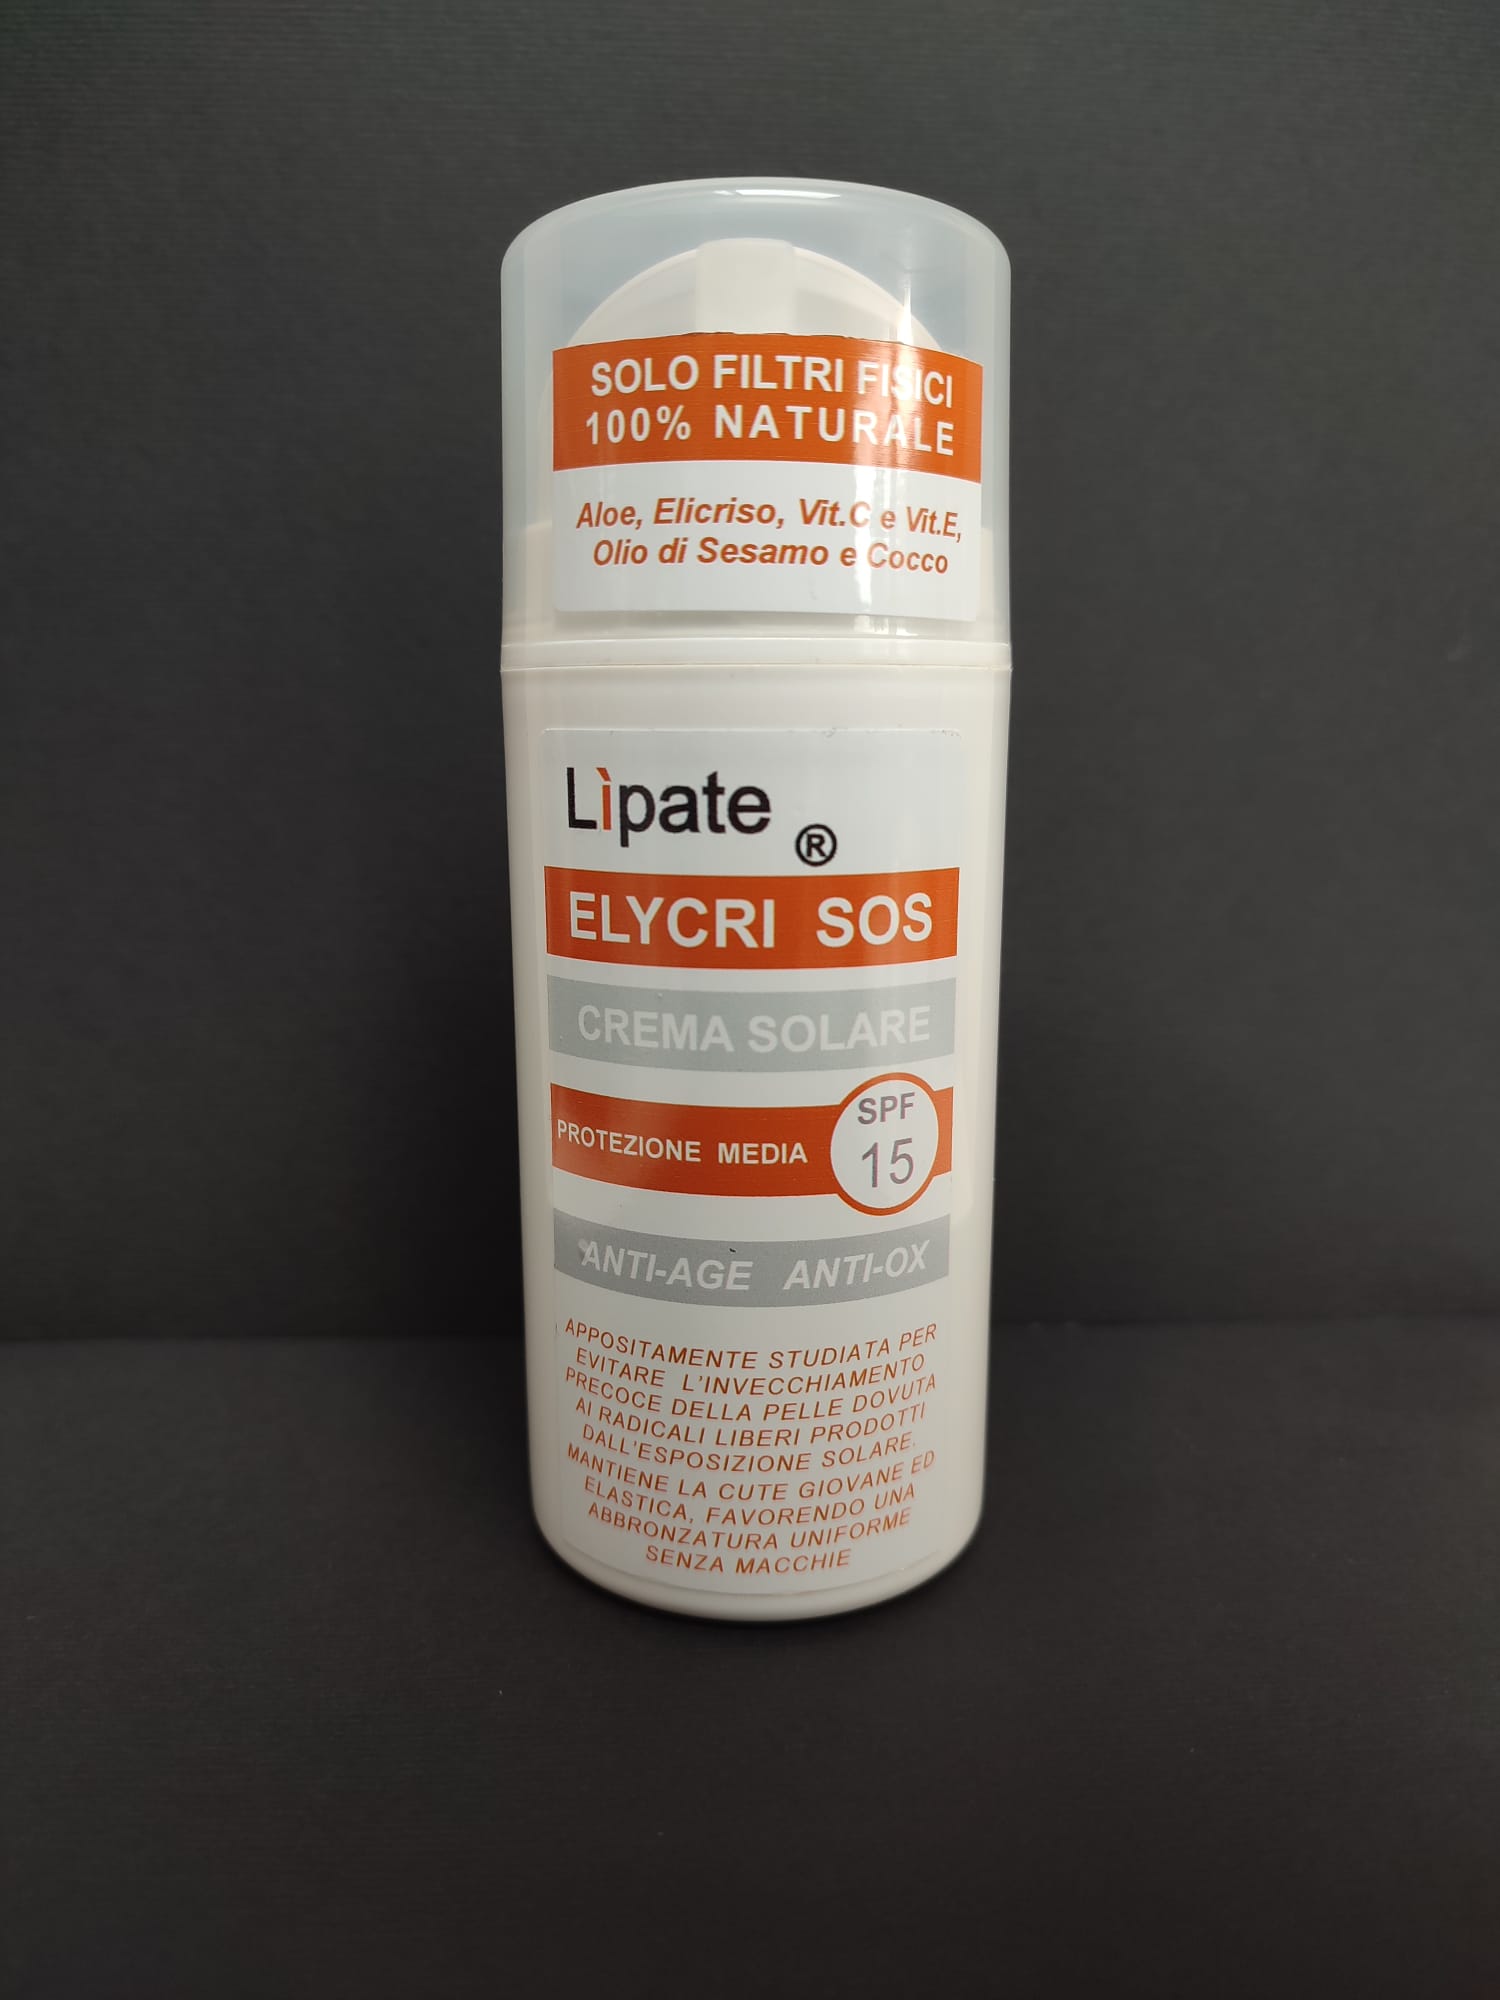 SOLO FILTRI FISICI
100% NATURALE
Aloe, Elicriso, Vit.C e Vit.E,
Olio di Sesamo e Cocco
Lìpate ®
ELYCRI SOS
CREMA SOLARE
PROTEZIONE MEDIA
SPF
15
ANTI-AGE ANTI-OX
APPOSITAMENTE STUDIATA PER
EVITARE L'INVECCHIAMENTO
PRECOCE DELLA PELLE DOVUTA
AI RADICALI LIBERI PRODOTTI
DALL'ESPOSIZIONE SOLARE.
MANTIENE LA CUTE GIOVANE ED
ELASTICA, FAVORENDO UNA
ABBRONZATURA UNIFORME
SENZA MACCHIE